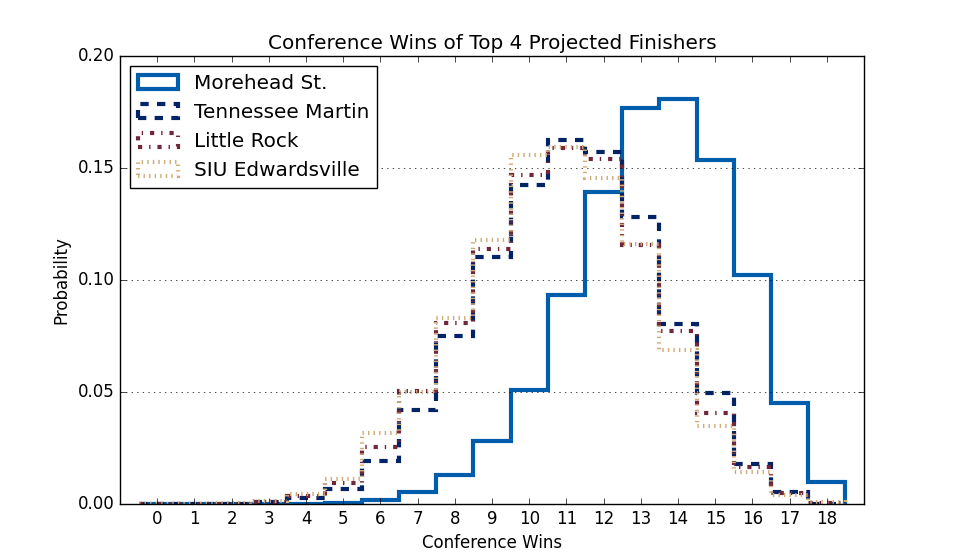 Conference Wins of Top 4 Projected Finishers
0.20
0.15
0.10
0.05
0.00
Probability
Morehead St.
Tennessee Martin
Little Rock
SIU Edwardsville
0 1 2 3 4 5 6 7 8 9 10 11 12 13 14 15 16 17 18
Conference Wins